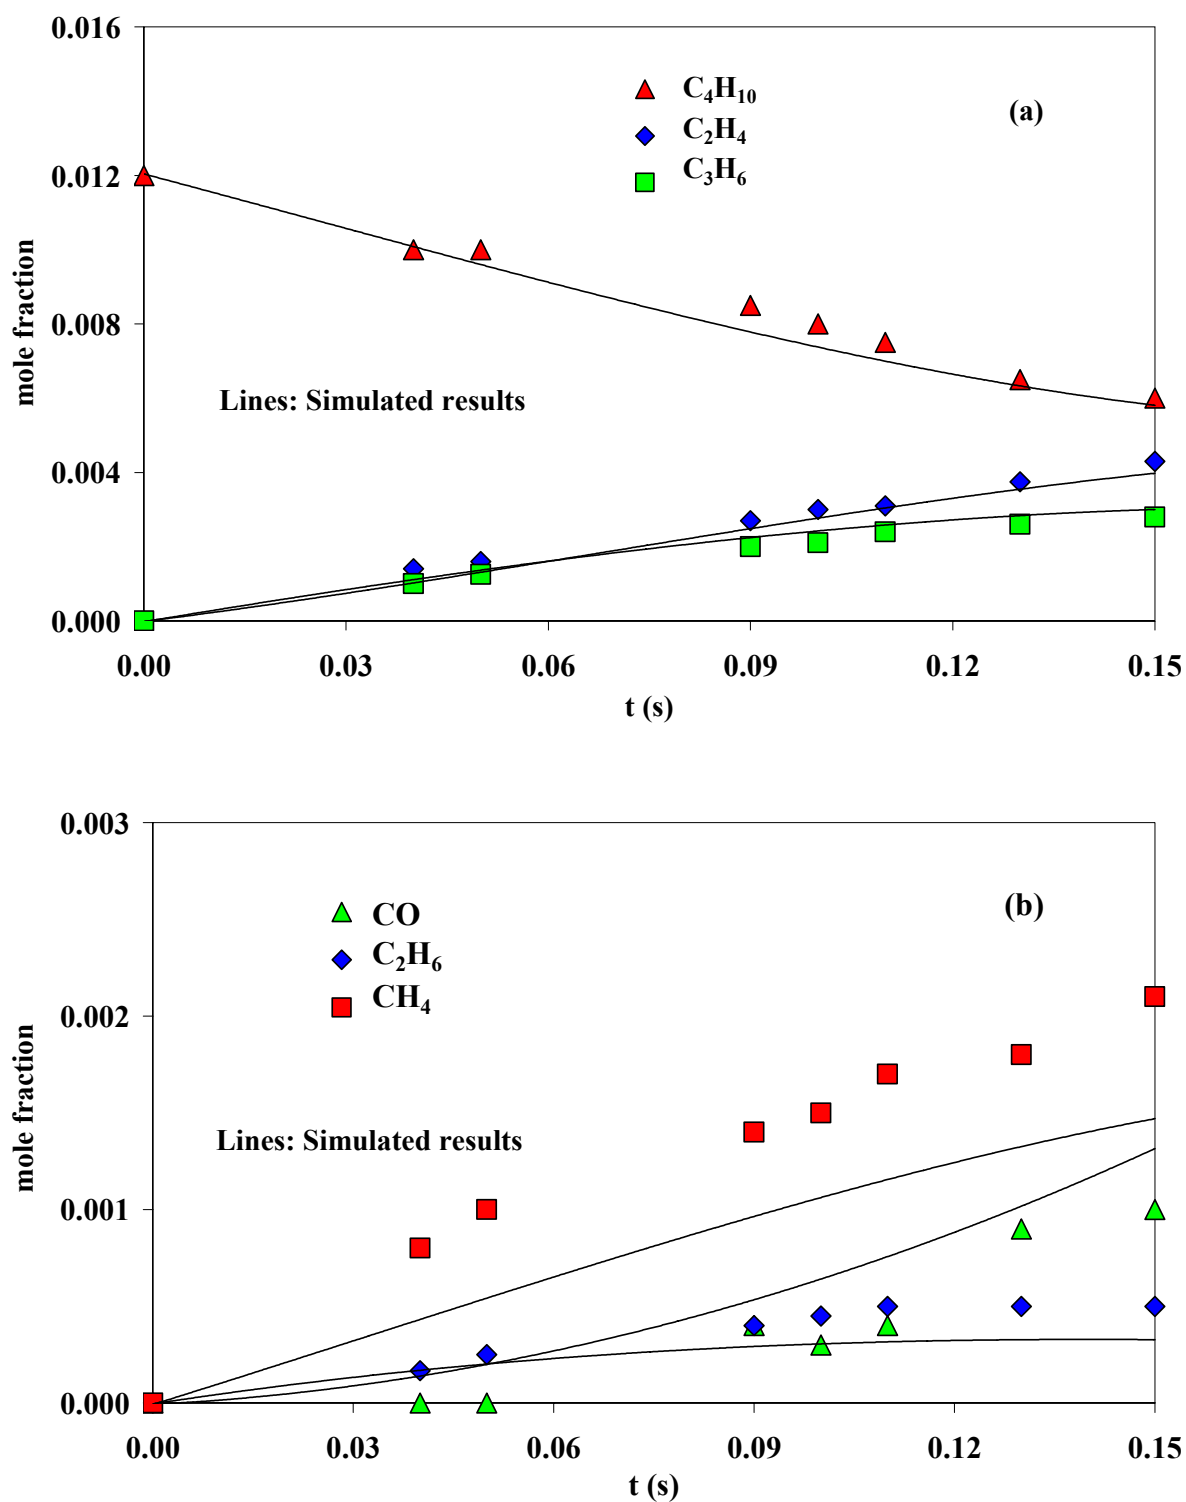 0.016
C₄H₁₀
(a)
C₂H₄
0.012
C₃H₆
mole fraction
0.008
Lines: Simulated results
0.004
0.000
0.00 0.03 0.06 0.09 0.12 0.15
t (s)
0.003
CO
(b)
C₂H₆
CH₄
0.002
mole fraction
Lines: Simulated results
0.001
0.000
0.00 0.03 0.06 0.09 0.12 0.15
t (s)